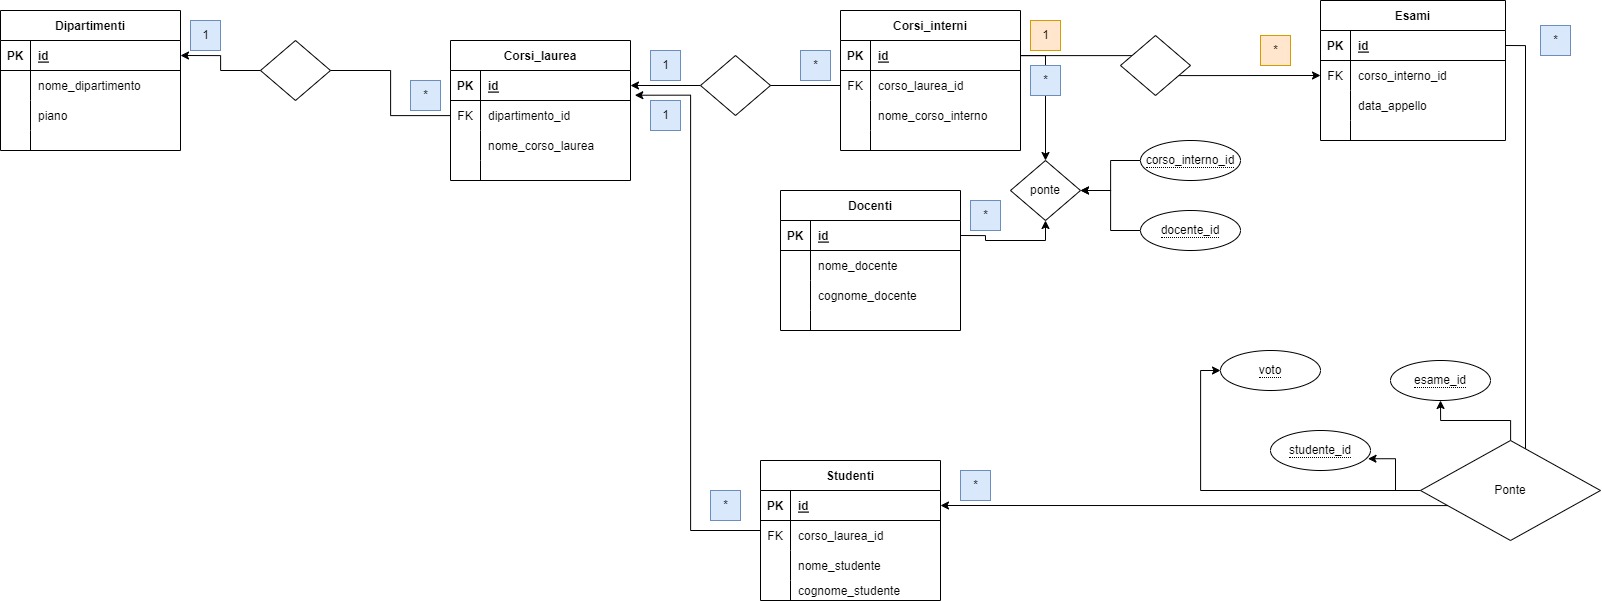 Dipartimenti
1
PK id
nome_dipartimento
piano
*
Corsi_laurea
PK id
FK dipartimento_id
nome_corso_laurea
1
1
*
Corsi_interni
PK id
FK corso_laurea_id
nome_corso_interno
1
*
*
Esami
PK id
FK corso_interno_id
data_appello
*
ponte
corso_interno_id
docente_id
Docenti
PK id
nome_docente
cognome_docente
*
voto
esame_id
studente_id
Ponte
Studenti
PK id
FK corso_laurea_id
nome_studente
cognome_studente
*
*